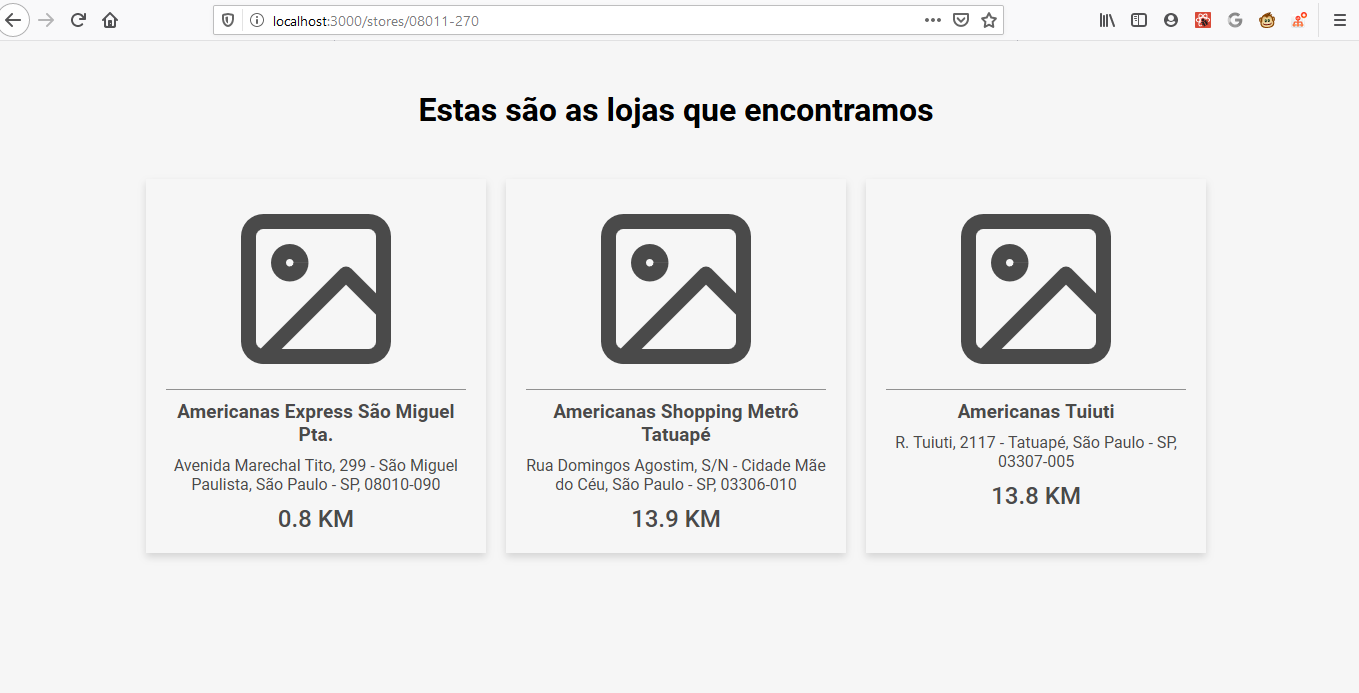 localhost:3000/stores/08011-270
Estas são as lojas que encontramos
Americanas Express São Miguel
Pta.
Avenida Marechal Tito, 299 - São Miguel
Paulista, São Paulo - SP, 08010-090
0.8 KM
Americanas Shopping Metrô
Tatuapé
Rua Domingos Agostim, S/N - Cidade Mãe
do Céu, São Paulo - SP, 03306-010
13.9 KM
Americanas Tuiuti
R. Tuiuti, 2117 - Tatuapé, São Paulo - SP,
03307-005
13.8 KM